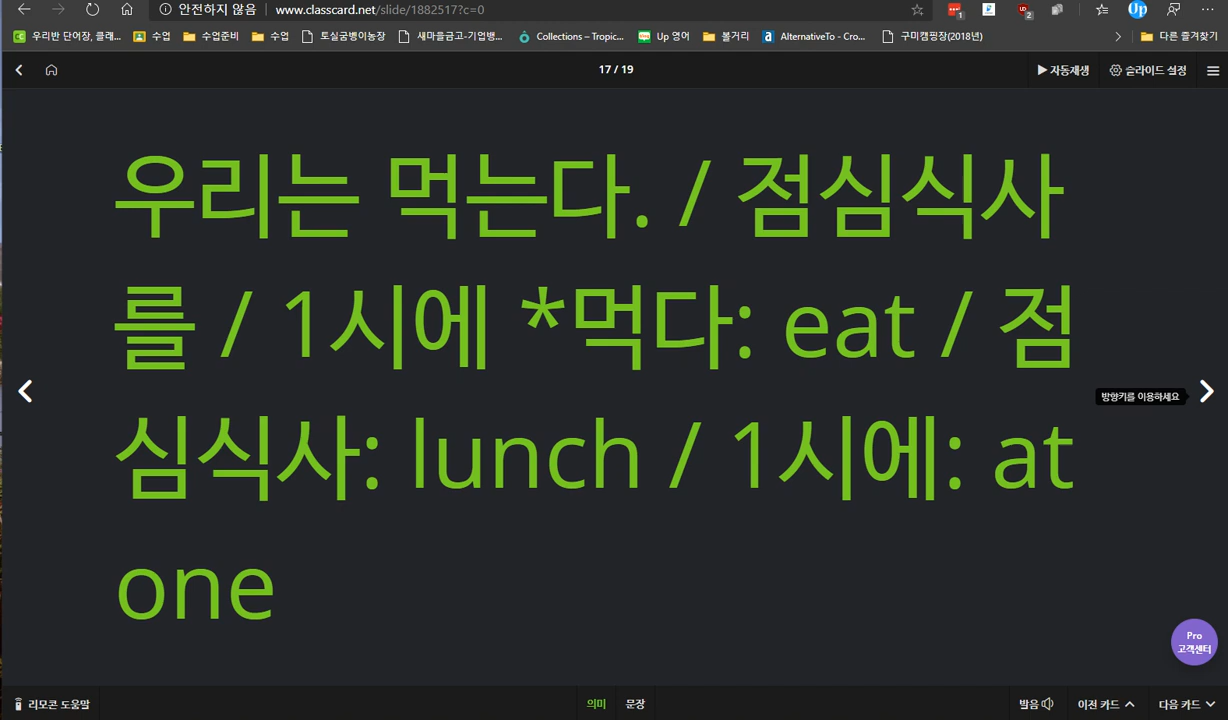 안전하지 않음 www.classcard.net/slide/1882517?c=0
우리반 단어장, 클래... 수업 수업준비 수업 토실굼벵이농장 새마을금고-기업뱅... Collections – Tropic... Up 영어 볼거리 AlternativeTo - Cro... 구미캠핑장(2018년) 다른 즐겨찾기
17 / 19 자동재생 슬라이드 설정
우리는 먹는다. / 점심식사
를 / 1시에 *먹다: eat / 점
방향키를 이용하세요
심식사: lunch / 1시에: at
one
Pro
고객센터
리모콘 도움말 의미 문장 발음 이전 카드 다음 카드